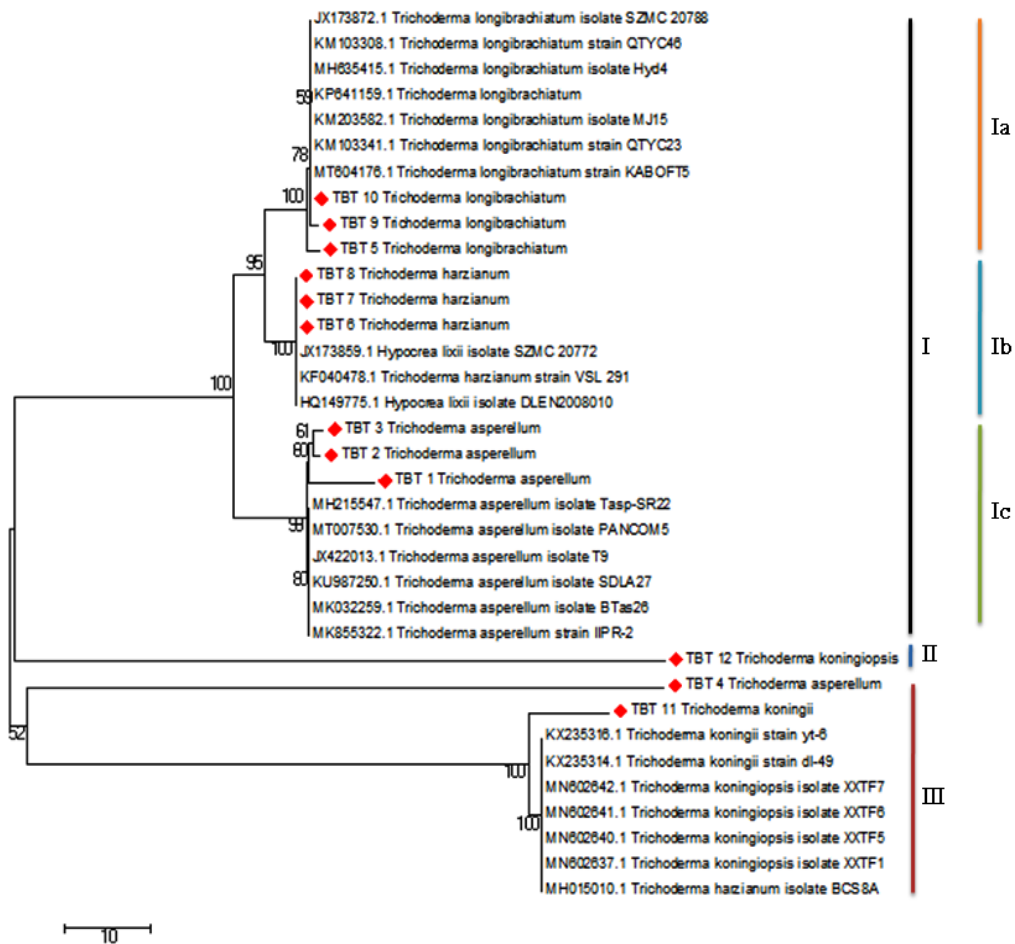 JX173872.1 Trichoderma longibrachiatum isolate SZMC 20788
KM103308.1 Trichoderma longibrachiatum strain QTYC46
MH635415.1 Trichoderma longibrachiatum isolate Hyd4
59
KP641159.1 Trichoderma longibrachiatum
KM203582.1 Trichoderma longibrachiatum isolate MJ15
KM103341.1 Trichoderma longibrachiatum strain QTYC23
Ia
78
MT604176.1 Trichoderma longibrachiatum strain KABOFT5
100
TBT 10 Trichoderma longibrachiatum
TBT 9 Trichoderma longibrachiatum
TBT 5 Trichoderma longibrachiatum
95
TBT 8 Trichoderma harzianum
TBT 7 Trichoderma harzianum
TBT 6 Trichoderma harzianum
100
JX173859.1 Hypocrea lixii isolate SZMC 20772
I
Ib
KF040478.1 Trichoderma harzianum strain VSL 291
100
HQ149775.1 Hypocrea lixii isolate DLEN2008010
61
TBT 3 Trichoderma asperellum
80
TBT 2 Trichoderma asperellum
TBT 1 Trichoderma asperellum
MH215547.1 Trichoderma asperellum isolate Tasp-SR22
Ic
99
MT007530.1 Trichoderma asperellum isolate PANCOM5
JX422013.1 Trichoderma asperellum isolate T9
80
KU987250.1 Trichoderma asperellum isolate SDLA27
MK032259.1 Trichoderma asperellum isolate BTas26
MK855322.1 Trichoderma asperellum strain IIPR-2
TBT 12 Trichoderma koningiopsis
II
TBT 4 Trichoderma asperellum
52
TBT 11 Trichoderma koningii
KX235316.1 Trichoderma koningii strain yt-6
100
KX235314.1 Trichoderma koningii strain dl-49
MN602642.1 Trichoderma koningiopsis isolate XXTF7
III
100
MN602641.1 Trichoderma koningiopsis isolate XXTF6
MN602640.1 Trichoderma koningiopsis isolate XXTF5
MN602637.1 Trichoderma koningiopsis isolate XXTF1
MH015010.1 Trichoderma harzianum isolate BCS8A
10